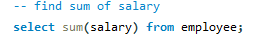 -- find sum of salary
select sum(salary) from employee;